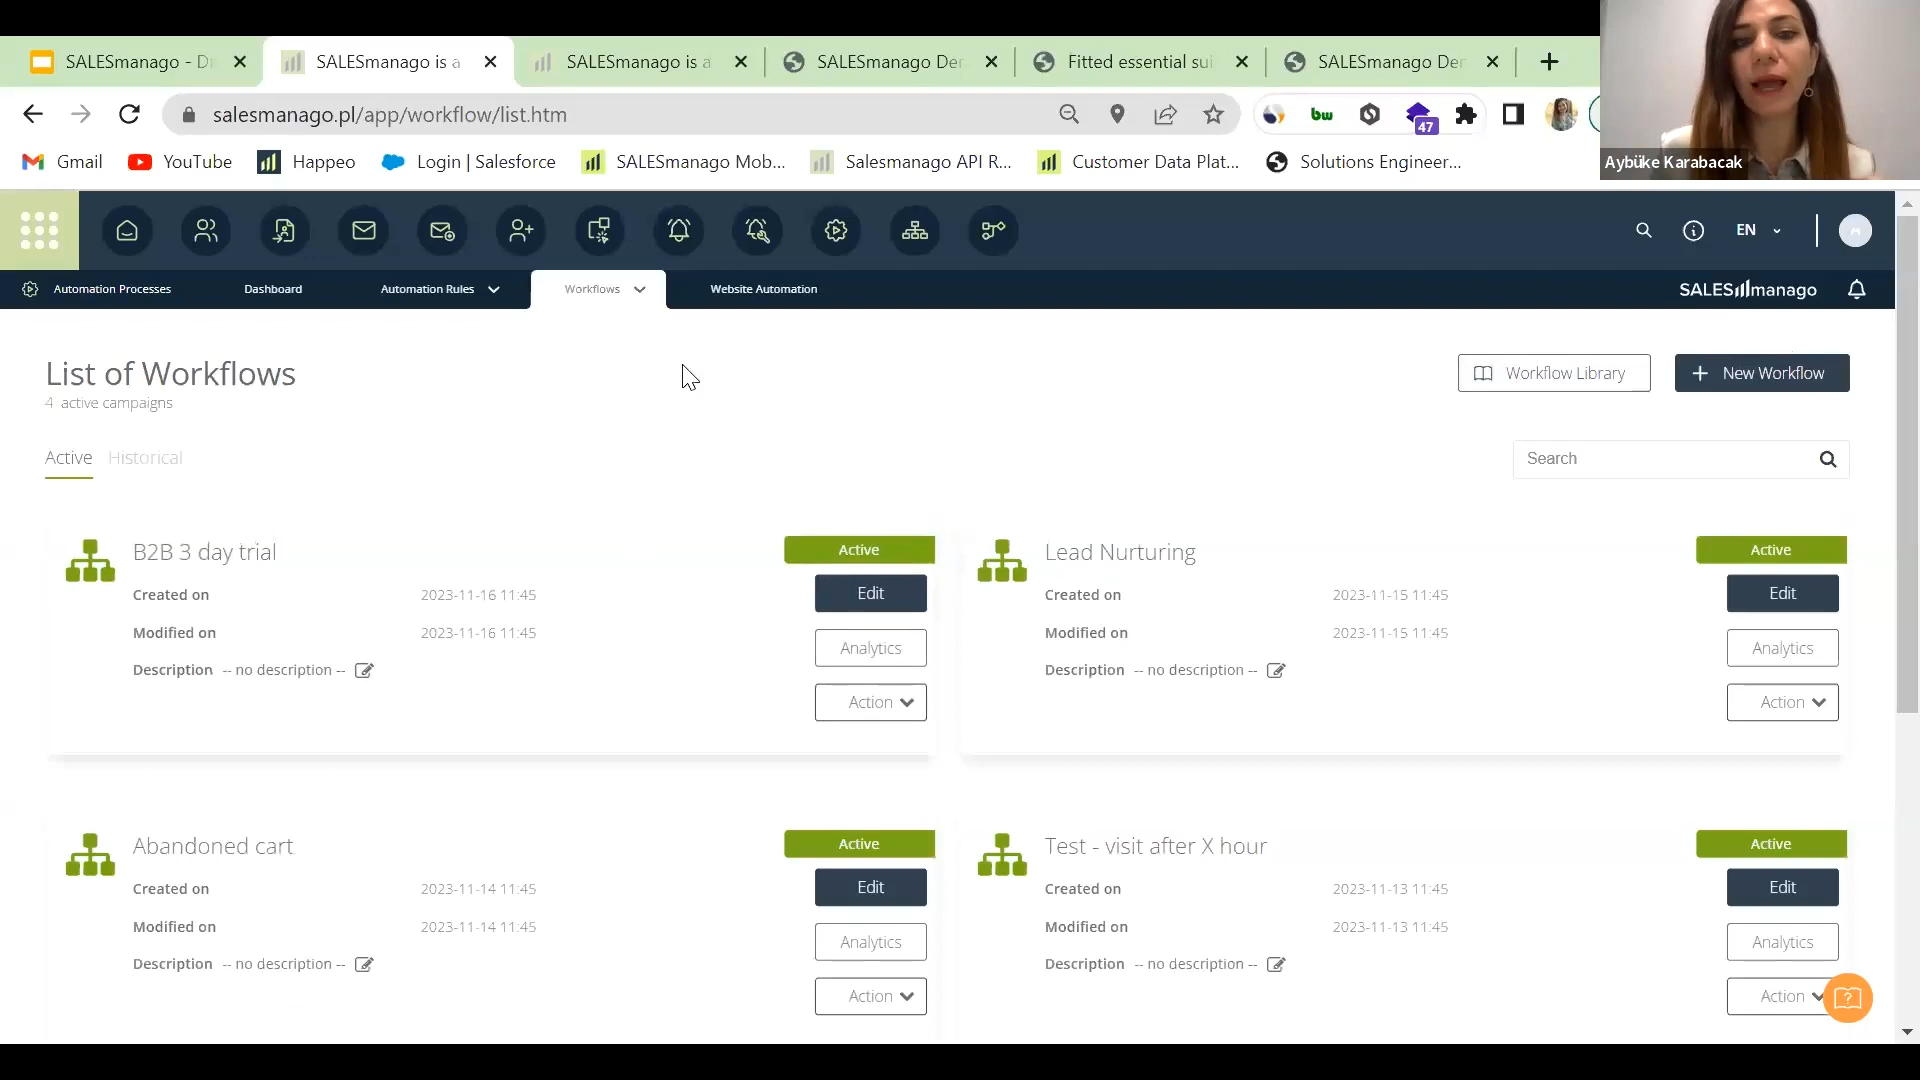 SALESmanago - D
SALESmanago is a
SALESmanago is a
SALESmanago De
Fitted essential sui
SALESmanago De
salesmanago.pl/app/workflow/list.htm
bw
47
Gmail
YouTube
Happeo
Login | Salesforce
SALESmanago Mob...
Salesmanago API R...
Customer Data Plat...
Solutions Engineer...
Aybüke Karabacak
EN
Automation Processes
Dashboard
Automation Rules
Workflows
Website Automation
SALESmanago
List of Workflows
4 active campaigns
Workflow Library
New Workflow
Active
Historical
Search
B2B 3 day trial
Active
Created on
2023-11-16 11:45
Edit
Modified on
2023-11-16 11:45
Analytics
Description -- no description --
Action
Lead Nurturing
Active
Created on
2023-11-15 11:45
Edit
Modified on
2023-11-15 11:45
Analytics
Description -- no description --
Action
Abandoned cart
Active
Created on
2023-11-14 11:45
Edit
Modified on
2023-11-14 11:45
Analytics
Description -- no description --
Action
Test - visit after X hour
Active
Created on
2023-11-13 11:45
Edit
Modified on
2023-11-13 11:45
Analytics
Description -- no description --
Action